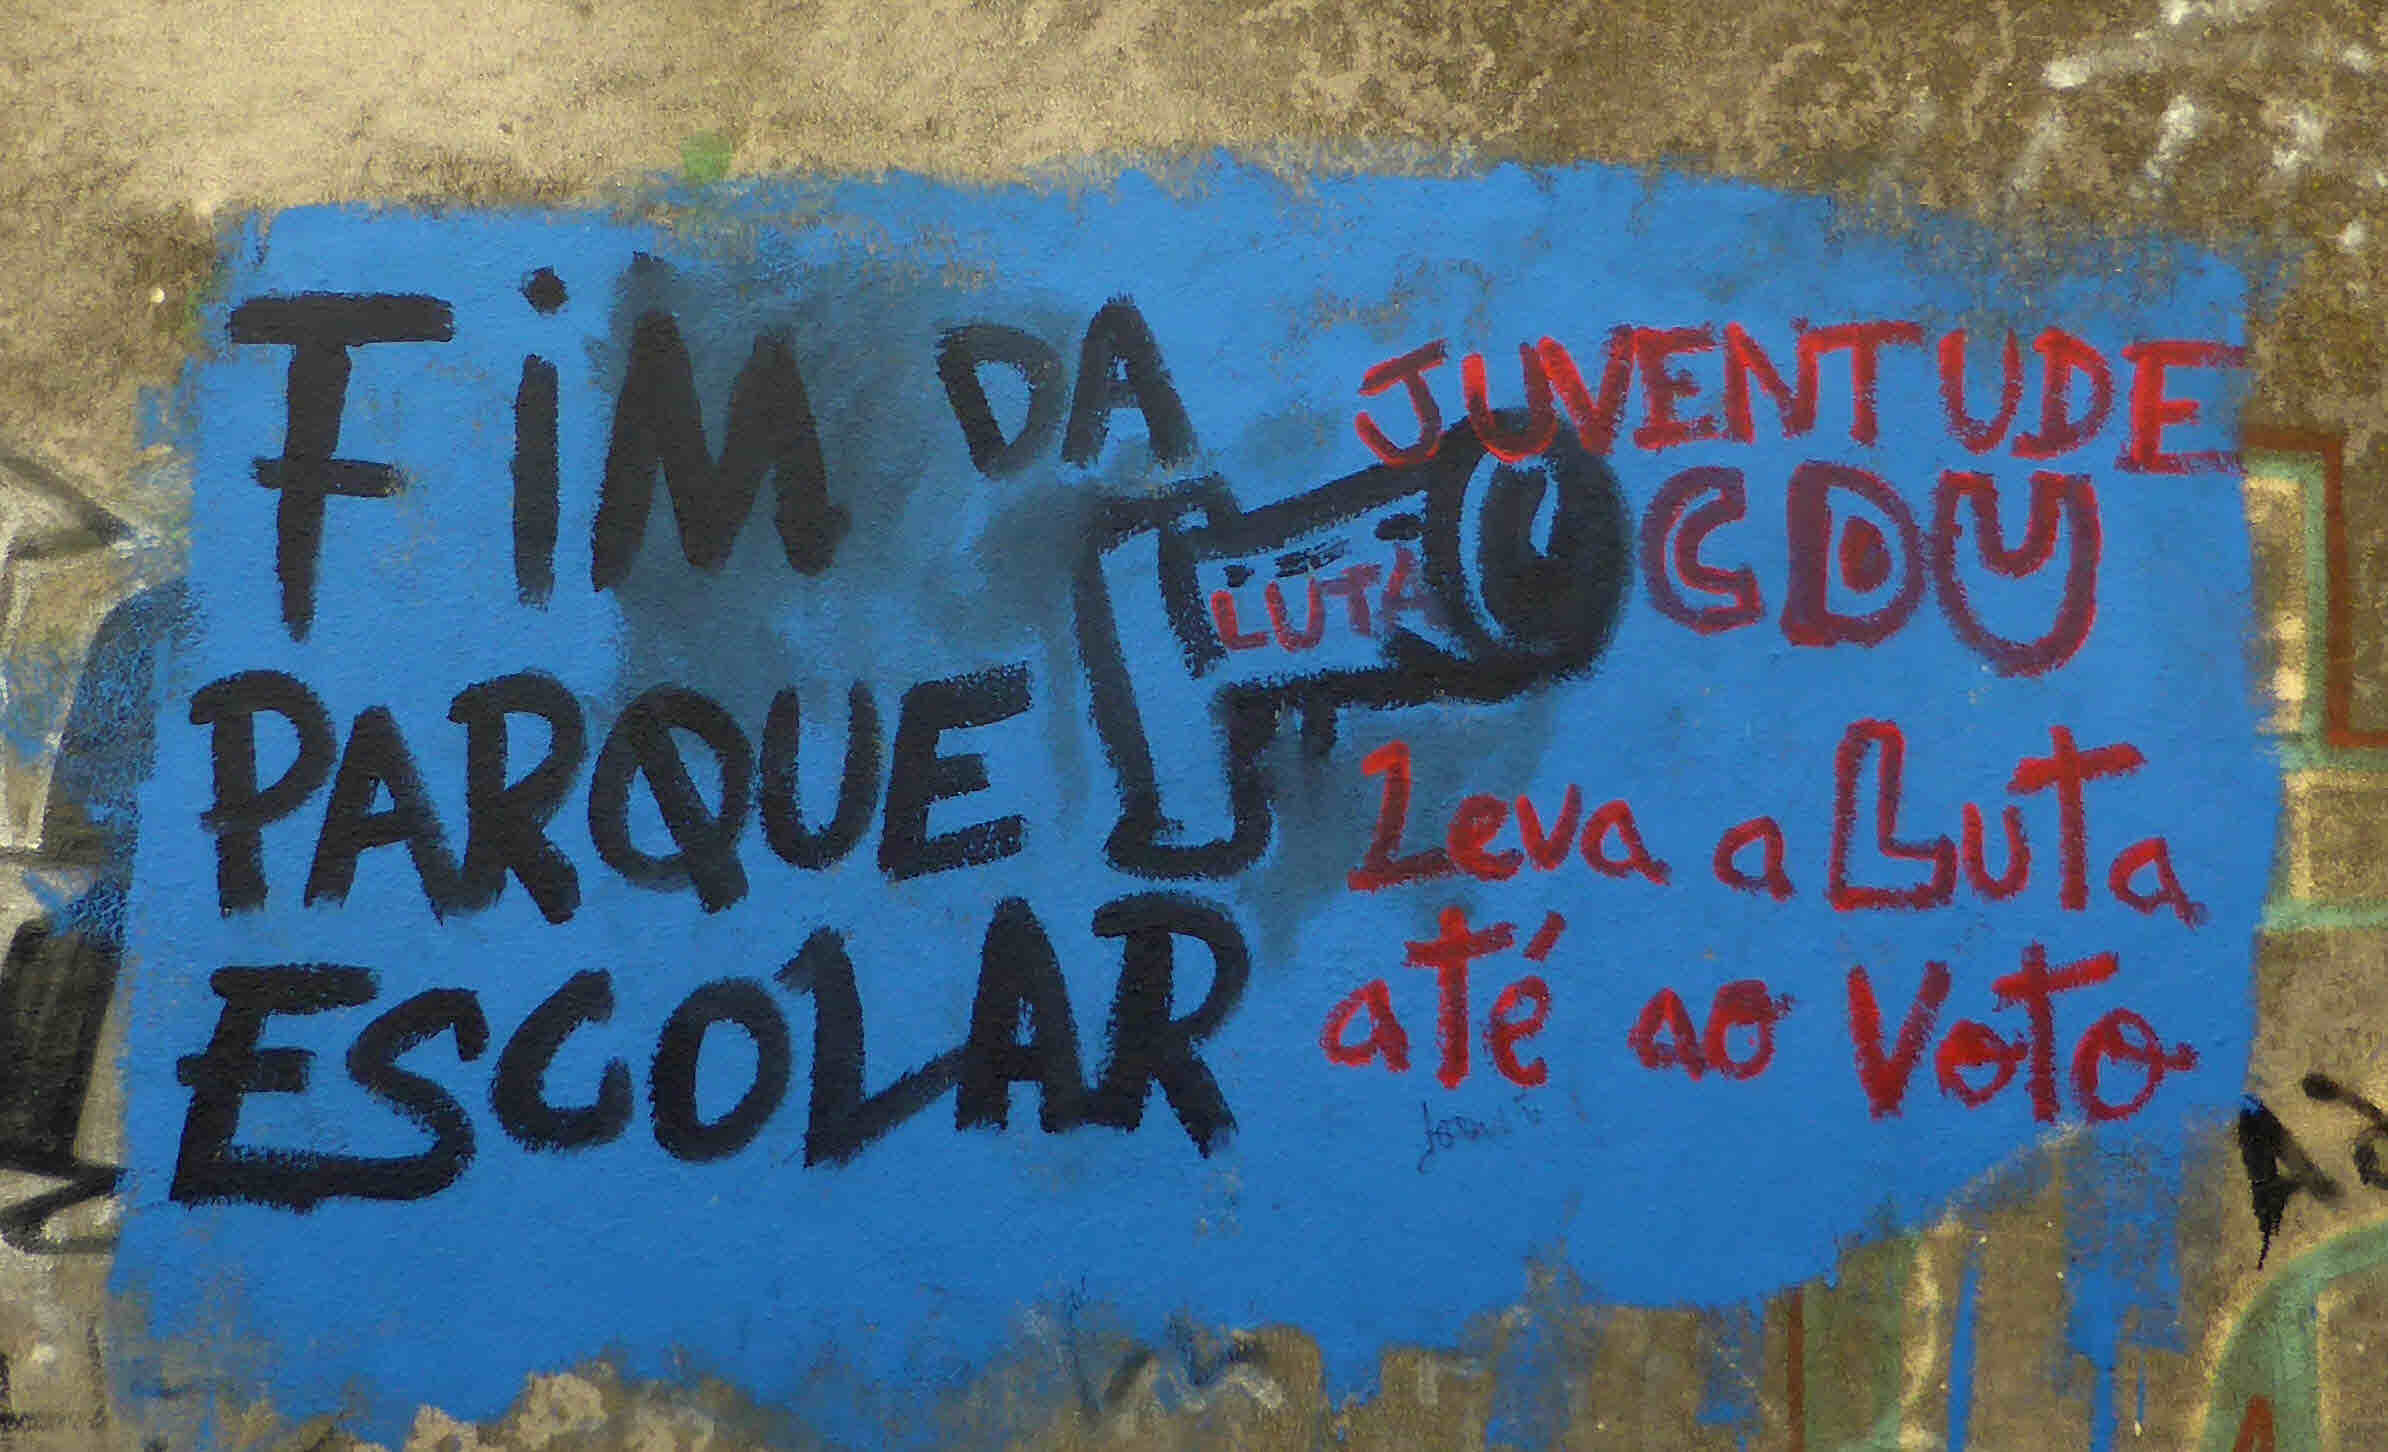 FiM DA
PARQUE
ESCOLAR
LUTA
JUVENTUDE
CDU
Leva a Luta
aTé ao VoTo